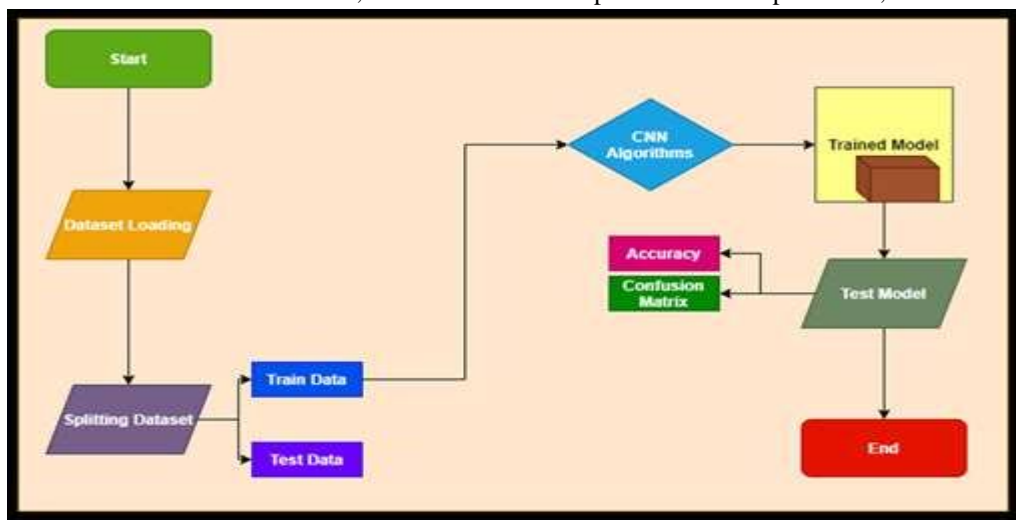 Start
Dataset Loading
Splitting Dataset
Train Data
Test Data
CNN
Algorithms
Trained Model
Accuracy
Confusion
Matrix
Test Model
End